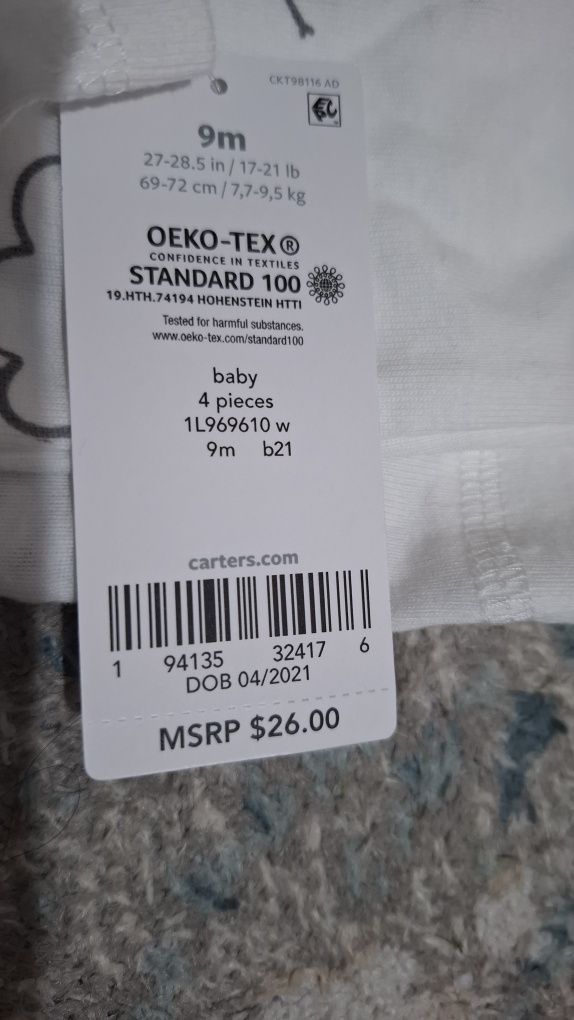 CKT98116 AD
9m
27-28.5 in / 17-21 lb
69-72 cm / 7,7-9,5 kg
OEKO-TEX®
CONFIDENCE IN TEXTILES
STANDARD 100
19.HTH.74194 HOHENSTEIN HTTI
Tested for harmful substances.
www.oeko-tex.com/standard100
baby
4 pieces
1L969610 w
9m b21
carters.com
1 94135 32417 6
DOB 04/2021
MSRP $26.00